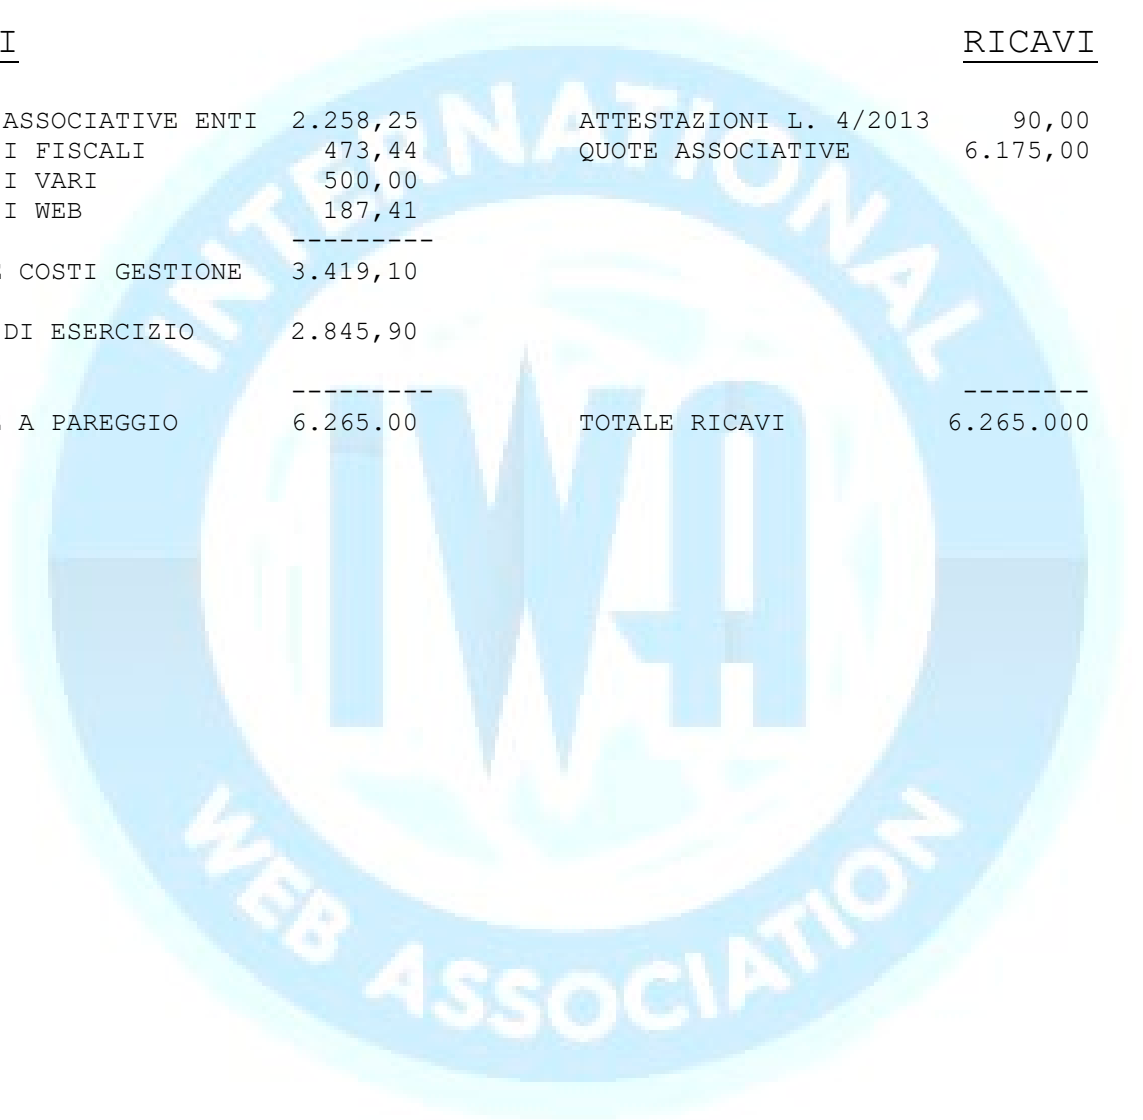 I RICAVI
ASSOCIATIVE ENTI 2.258,25 ATTESTAZIONI L. 4/2013 90,00
I FISCALI 473,44 QUOTE ASSOCIATIVE 6.175,00
I VARI 500,00
I WEB 187,41
---------
E COSTI GESTIONE 3.419,10
DI ESERCIZIO 2.845,90
--------- --------
A PAREGGIO 6.265.00 TOTALE RICAVI 6.265.000
INTERNATIONAL
IWA
WEB ASSOCIATION